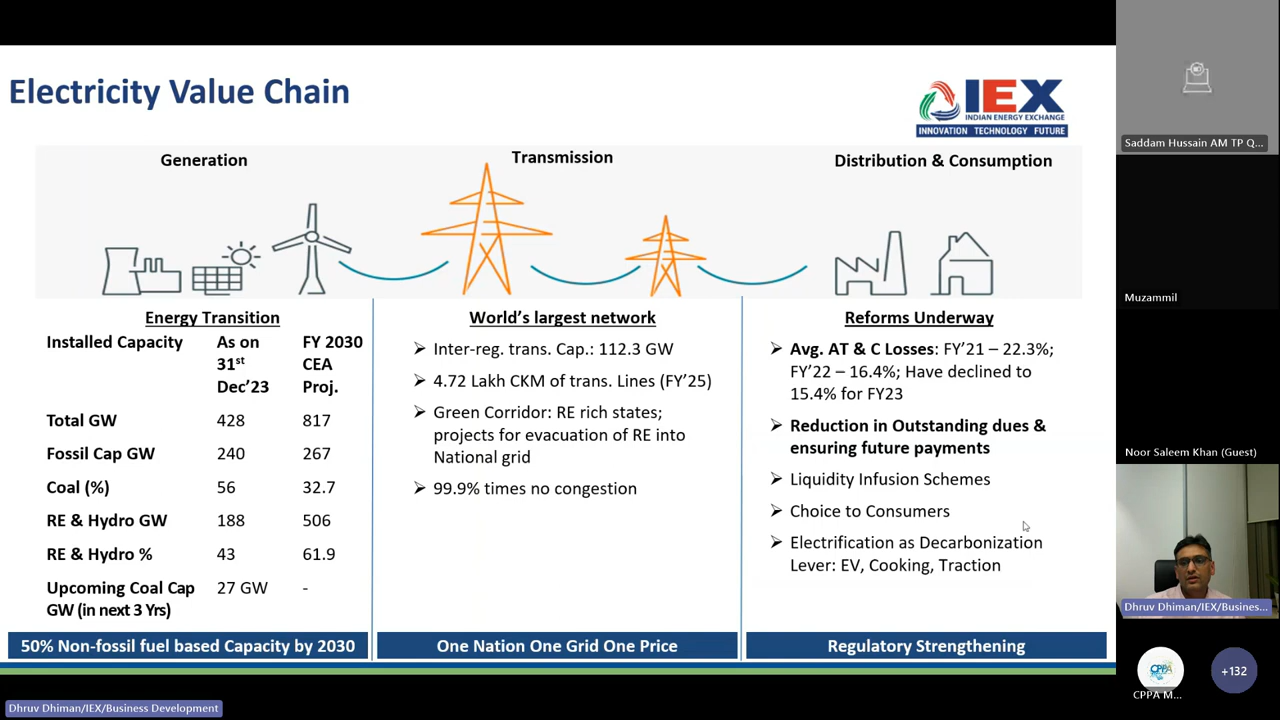 Electricity Value Chain
IEX
INDIAN ENERGY EXCHANGE
INNOVATION TECHNOLOGY FUTURE
Generation
Transmission
Distribution & Consumption
Energy Transition
Installed Capacity As on 31st Dec'23 FY 2030 CEA Proj.
Total GW 428 817
Fossil Cap GW 240 267
Coal (%) 56 32.7
RE & Hydro GW 188 506
RE & Hydro % 43 61.9
Upcoming Coal Cap GW (in next 3 Yrs) 27 GW -
50% Non-fossil fuel based Capacity by 2030
World's largest network
➢ Inter-reg. trans. Cap.: 112.3 GW
➢ 4.72 Lakh CKM of trans. Lines (FY'25)
➢ Green Corridor: RE rich states;
projects for evacuation of RE into
National grid
➢ 99.9% times no congestion
One Nation One Grid One Price
Reforms Underway
➢ Avg. AT & C Losses: FY'21 – 22.3%;
FY'22 – 16.4%; Have declined to
15.4% for FY23
➢ Reduction in Outstanding dues &
ensuring future payments
➢ Liquidity Infusion Schemes
➢ Choice to Consumers
➢ Electrification as Decarbonization
Lever: EV, Cooking, Traction
Regulatory Strengthening
Saddam Hussain AM TP Q...
Muzammil
Noor Saleem Khan (Guest)
Dhruv Dhiman/IEX/Busines...
CPPA
CPPA M...
+132
Dhruv Dhiman/IEX/Business Development